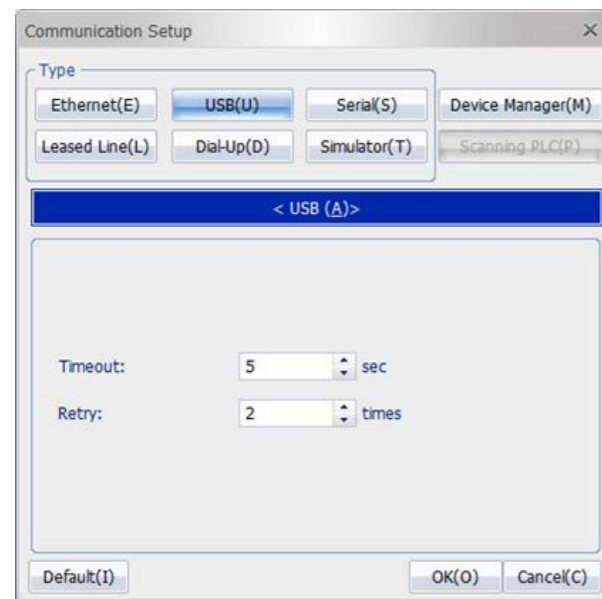 Communication Setup
Type
Ethernet(E) USB(U) Serial(S) Device Manager(M)
Leased Line(L) Dial-Up(D) Simulator(T) Scanning PLC(P)
< USB (A)>
Timeout: 5 sec
Retry: 2 times
Default(I) OK(O) Cancel(C)